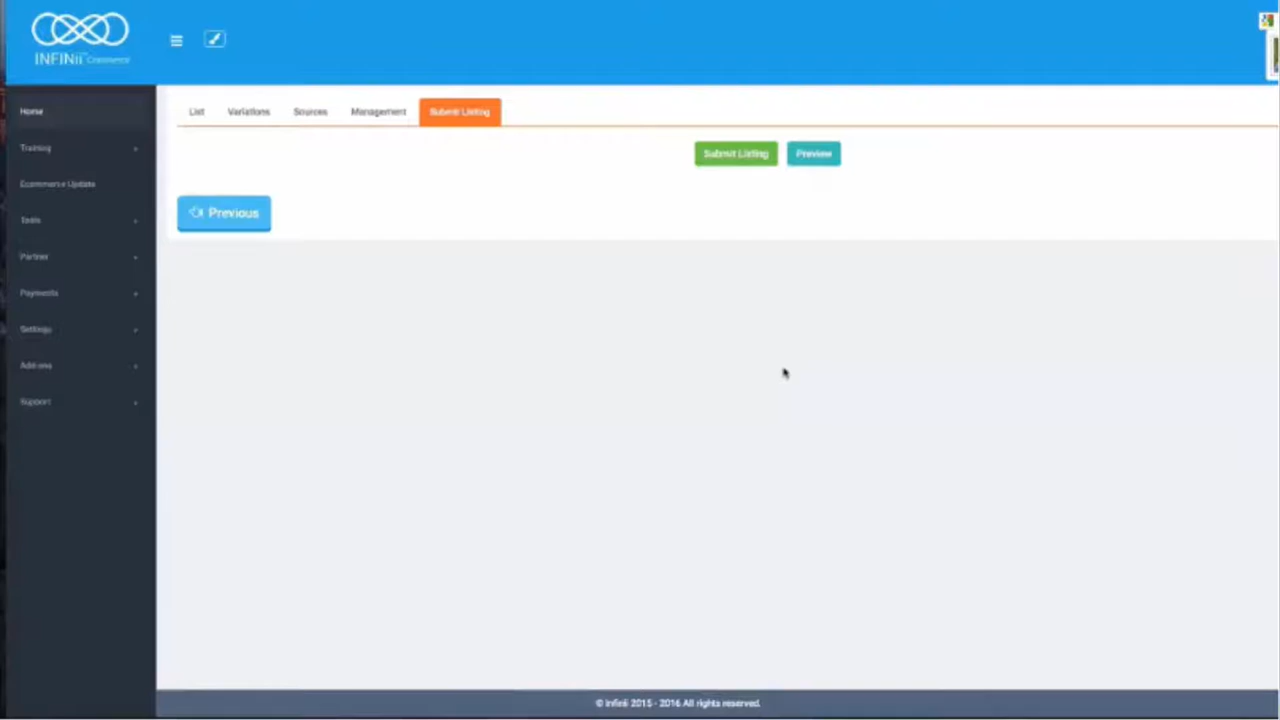 INFINii Commerce
Home
Training
Ecommerce Update
Tools
Partner
Payments
Settings
Add ons
Support
List Variations Sources Management Submit Listing
Submit Listing Preview
Previous
© Infinii 2015 - 2016 All rights reserved.